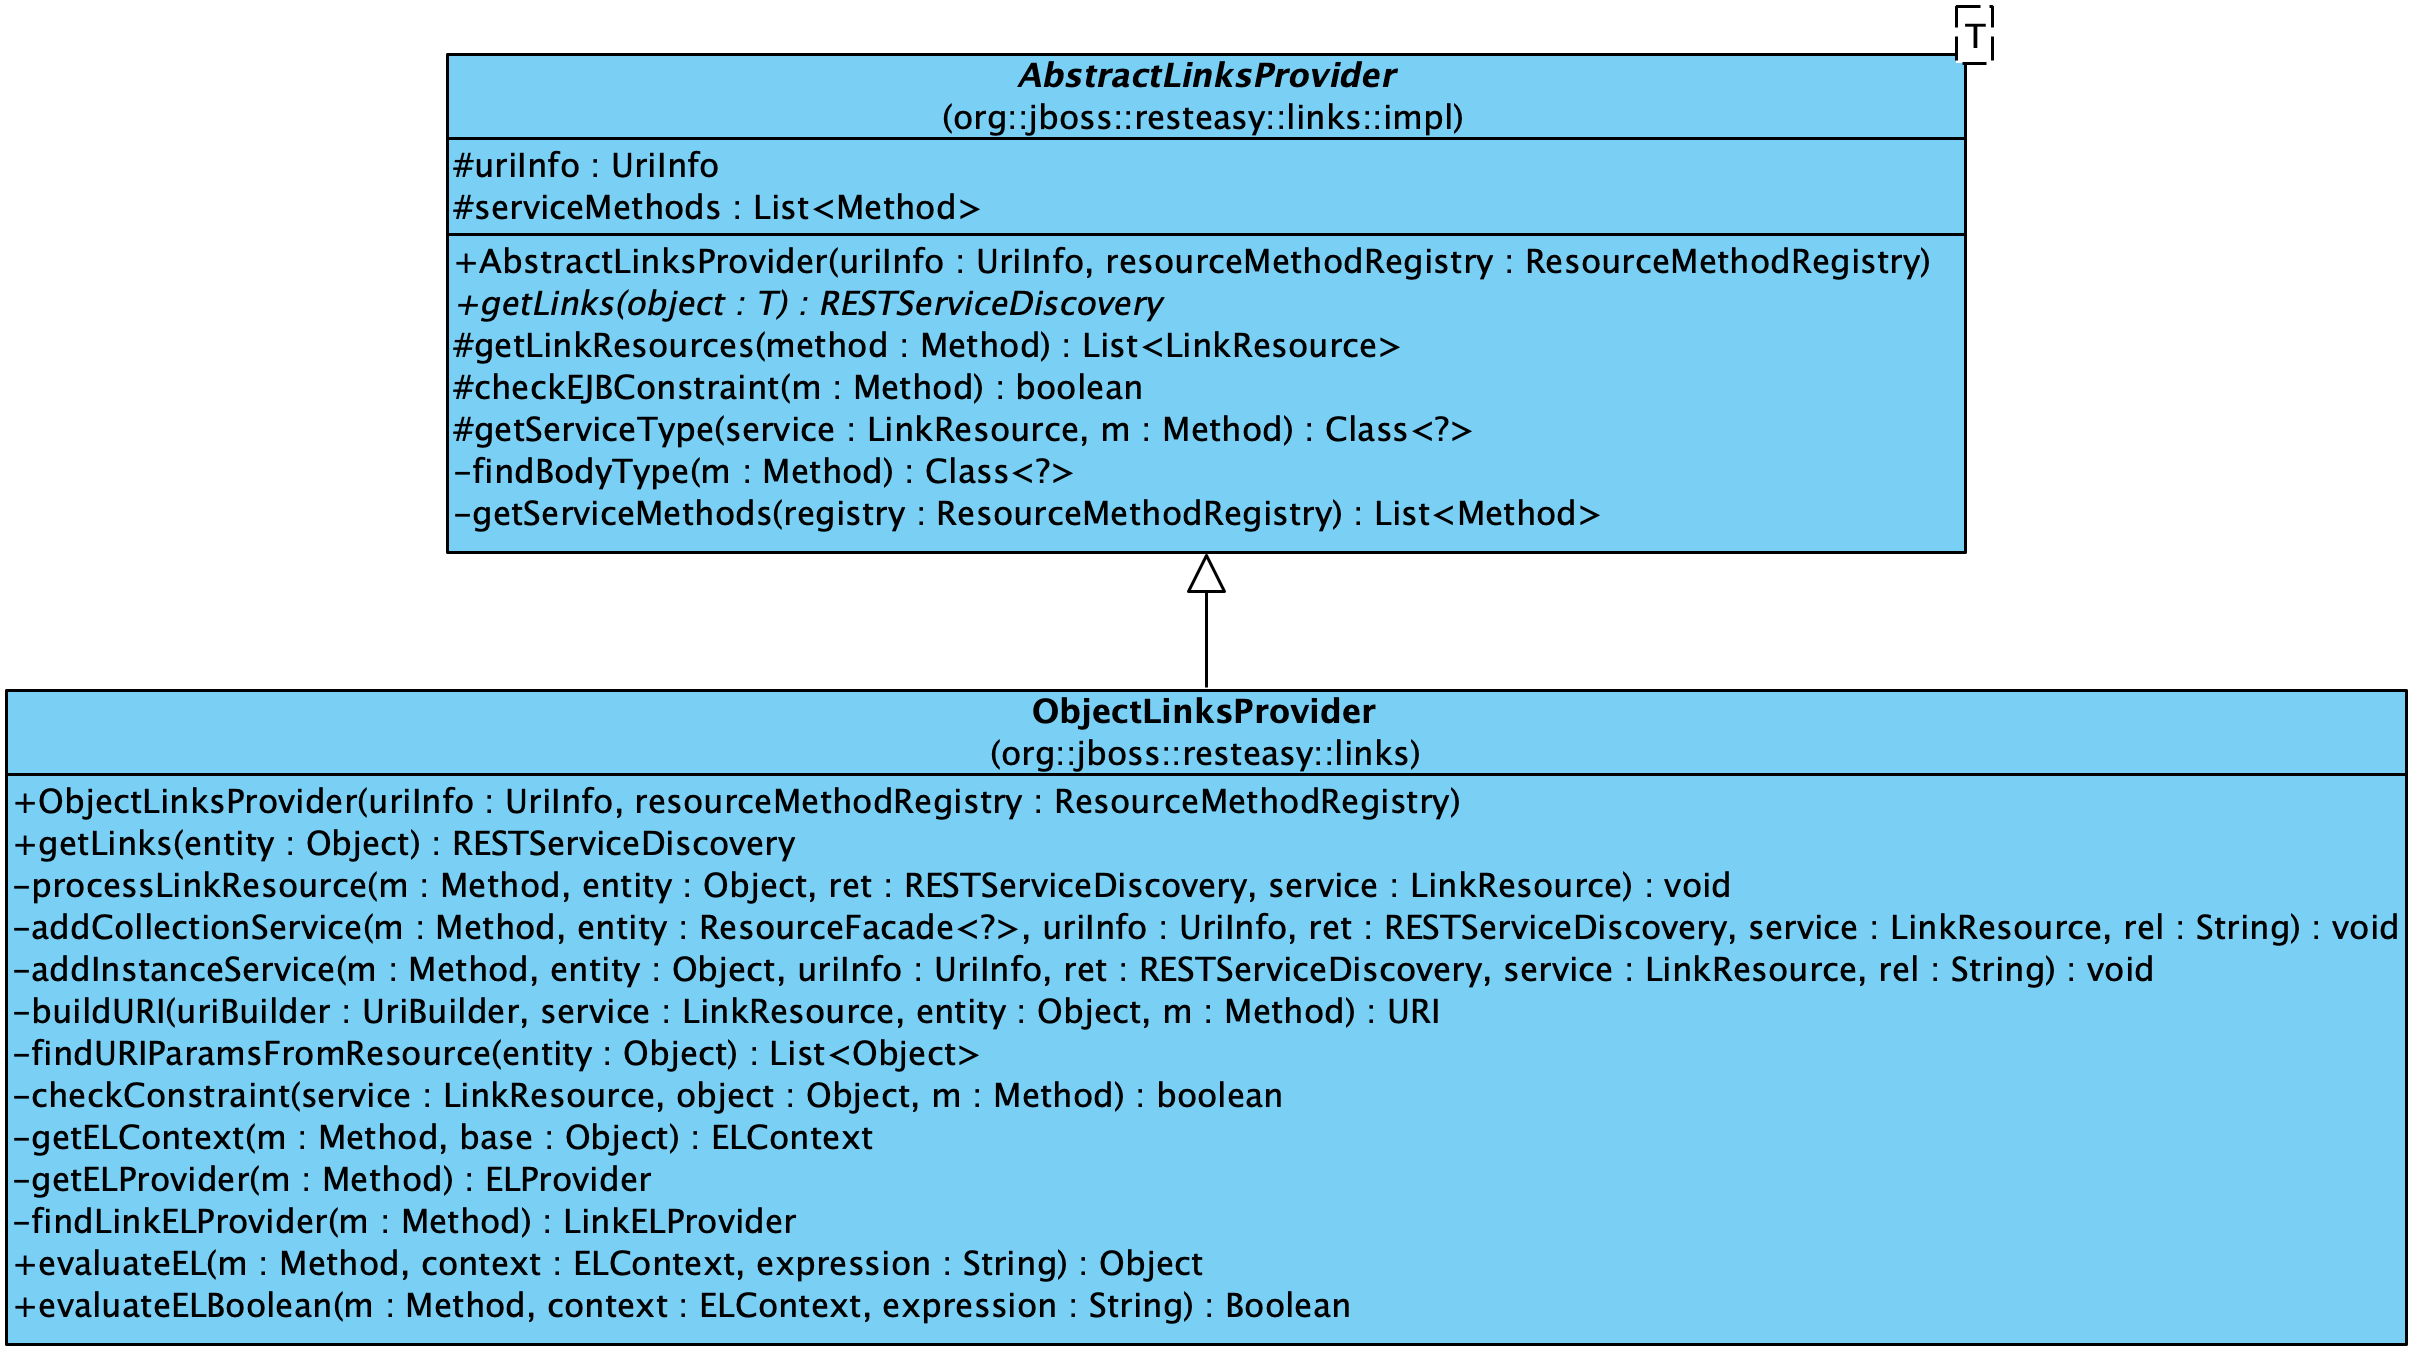 T
AbstractLinksProvider
(org::jboss::resteasy::links::impl)
#uriInfo : UriInfo
#serviceMethods : List<Method>
+AbstractLinksProvider(uriInfo : UriInfo, resourceMethodRegistry : ResourceMethodRegistry)
+getLinks(object : T) : RESTServiceDiscovery
#getLinkResources(method : Method) : List<LinkResource>
#checkEJBConstraint(m : Method) : boolean
#getServiceType(service : LinkResource, m : Method) : Class<?>
-findBodyType(m : Method) : Class<?>
-getServiceMethods(registry : ResourceMethodRegistry) : List<Method>
ObjectLinksProvider
(org::jboss::resteasy::links)
+ObjectLinksProvider(uriInfo : UriInfo, resourceMethodRegistry : ResourceMethodRegistry)
+getLinks(entity : Object) : RESTServiceDiscovery
-processLinkResource(m : Method, entity : Object, ret : RESTServiceDiscovery, service : LinkResource) : void
-addCollectionService(m : Method, entity : ResourceFacade<?>, uriInfo : UriInfo, ret : RESTServiceDiscovery, service : LinkResource, rel : String) : void
-addInstanceService(m : Method, entity : Object, uriInfo : UriInfo, ret : RESTServiceDiscovery, service : LinkResource, rel : String) : void
-buildURI(uriBuilder : UriBuilder, service : LinkResource, entity : Object, m : Method) : URI
-findURIParamsFromResource(entity : Object) : List<Object>
-checkConstraint(service : LinkResource, object : Object, m : Method) : boolean
-getELContext(m : Method, base : Object) : ELContext
-getELProvider(m : Method) : ELProvider
-findLinkELProvider(m : Method) : LinkELProvider
+evaluateEL(m : Method, context : ELContext, expression : String) : Object
+evaluateELBoolean(m : Method, context : ELContext, expression : String) : Boolean